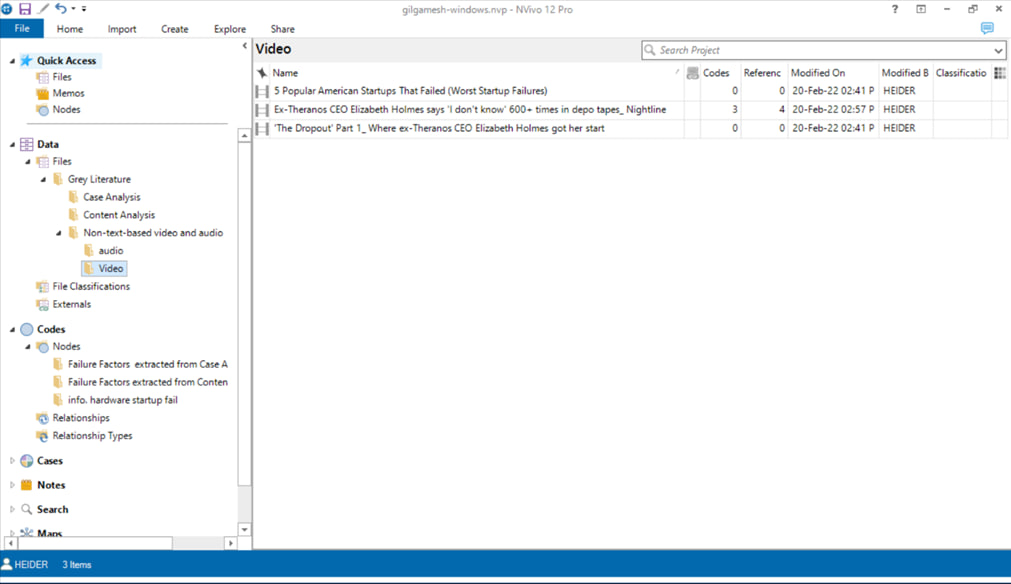 gilgamesh-windows.nvp - NVivo 12 Pro
File Home Import Create Explore Share
Quick Access
Files
Memos
Nodes
Data
Files
Grey Literature
Case Analysis
Content Analysis
Non-text-based video and audio
audio
Video
File Classifications
Externals
Codes
Nodes
Failure Factors extracted from Case A
Failure Factors extracted from Conten
info. hardware startup fail
Relationships
Relationship Types
Cases
Notes
Search
Maps
Video
Search Project
Name Codes Referenc Modified On Modified B Classificatio
5 Popular American Startups That Failed (Worst Startup Failures) 0 0 20-Feb-22 02:41 P HEIDER
Ex-Theranos CEO Elizabeth Holmes says 'I don't know' 600+ times in depo tapes_ Nightline 3 4 20-Feb-22 02:57 P HEIDER
'The Dropout' Part 1_ Where ex-Theranos CEO Elizabeth Holmes got her start 0 0 20-Feb-22 02:41 P HEIDER
HEIDER 3 Items